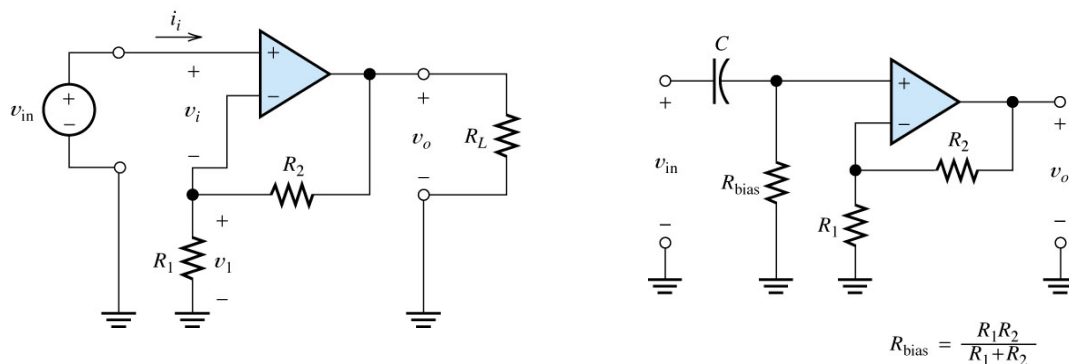 i_i
+
−
+
−
v_in
+
v_i
−
R_2
+
v_o
−
R_L
R_1
+
v_1
−
C
+
v_in
−
R_bias
+
−
R_2
R_1
+
v_o
−
R_bias = R_1R_2 / R_1+R_2